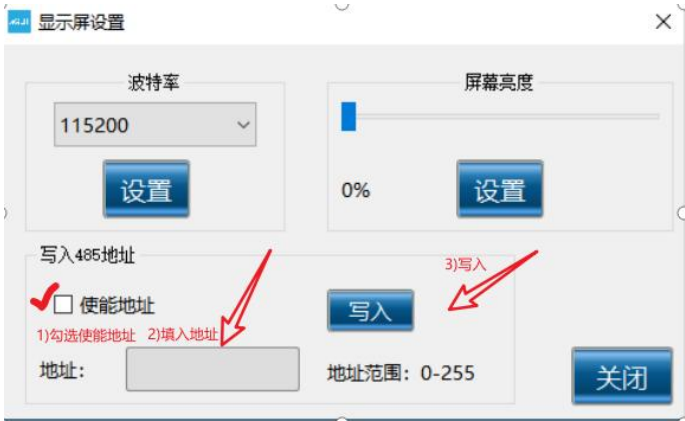 显示屏设置
波特率
屏幕亮度
115200
设置
0%
设置
写入485地址
3)写入
使能地址
写入
1)勾选使能地址
2)填入地址
地址：
地址范围：0-255
关闭